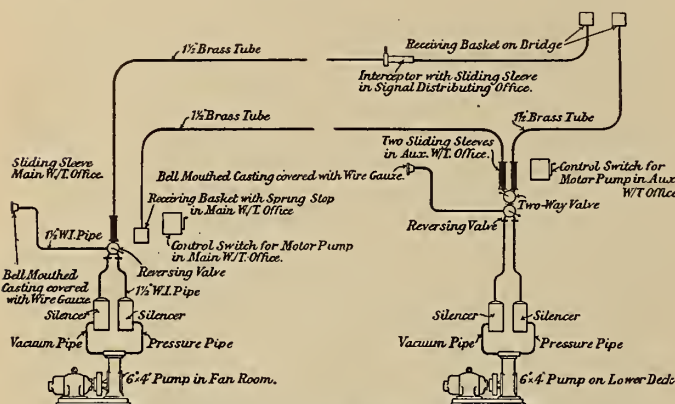 1½" Brass Tube
Receiving Basket on Bridge
Interceptor with Sliding Sleeve
in Signal Distributing Office.
1½" Brass Tube
1½" Brass Tube
Sliding Sleeve
Main W/T. Office.
Two Sliding Sleeves
in Aux. W/T. Office.
Bell Mouthed Casting covered with Wire Gauze.
Control Switch for
Motor Pump in Aux
W/T Office
Receiving Basket with Sprung Stop
in Main W/T. Office
Two-Way Valve
Reversing Valve
1½" W.I. Pipe
Control Switch for Motor Pump
in Main W/T. Office.
Reversing Valve
Bell Mouthed
Casting covered
with Wire Gauze
1½" W.I. Pipe
Silencer
Silencer
Silencer
Silencer
Vacuum Pipe
Pressure Pipe
Vacuum Pipe
Pressure Pipe
6"×4" Pump in Fan Room.
6"×4" Pump on Lower Deck